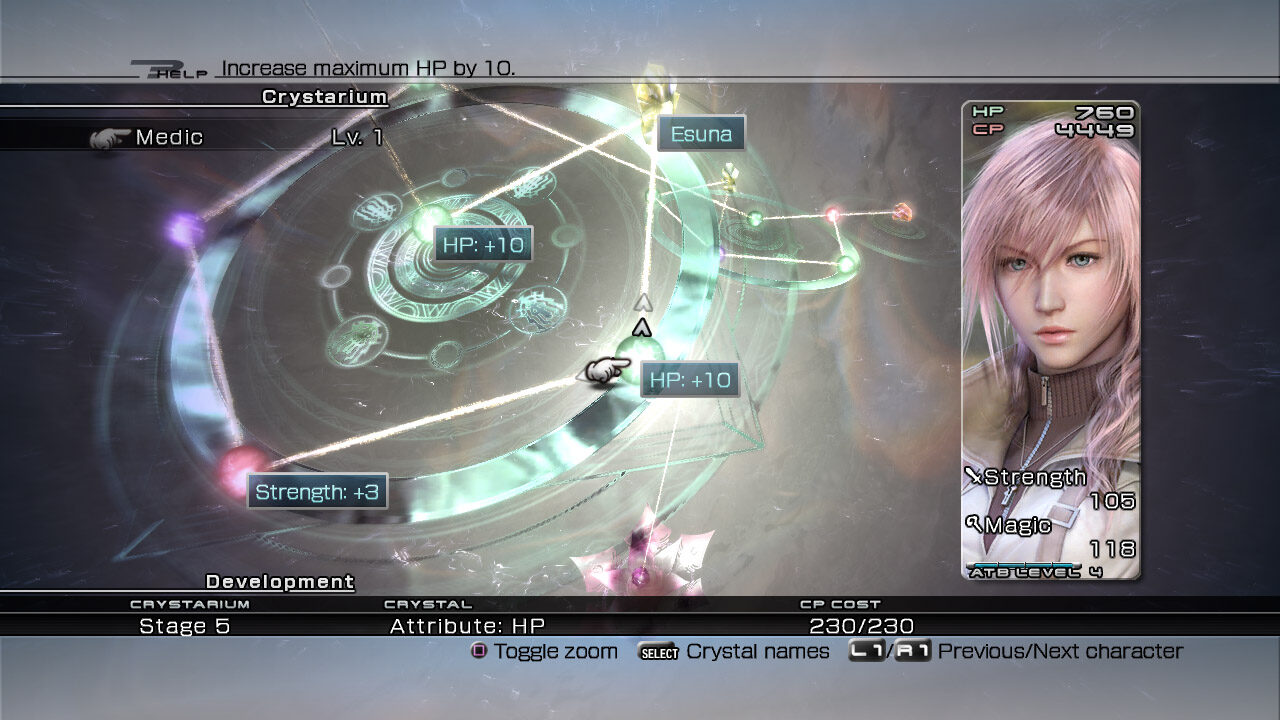 HELP Increase maximum HP by 10.
Crystarium
Medic Lv. 1
HP 760
CP 4449
Esuna
HP: +10
HP: +10
Strength: +3
Strength
105
Magic
118
ATB LEVEL 4
Development
CRYSTARIUM CRYSTAL CP COST
Stage 5 Attribute: HP 230/230
Toggle zoom SELECT Crystal names L1/R1 Previous/Next character